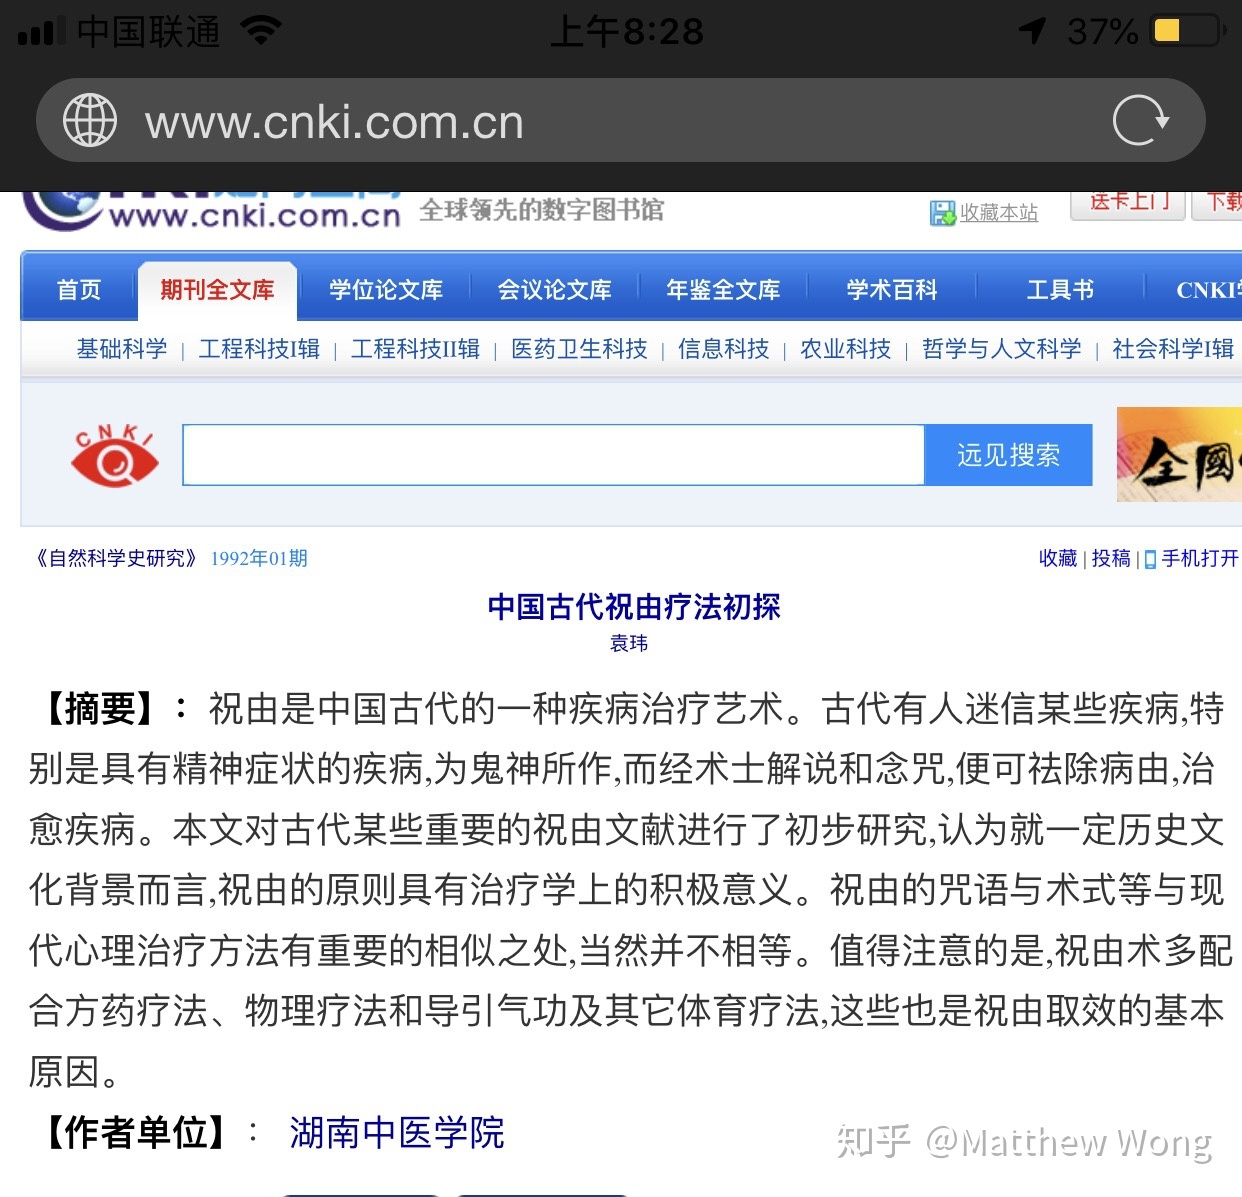 中国联通
上午8:28
37%
www.cnki.com.cn
www.cnki.com.cn 全球领先的数字图书馆
收藏本站
送卡上门
下载
首页 期刊全文库 学位论文库 会议论文库 年鉴全文库 学术百科 工具书 CNKI学
基础科学 | 工程科技I辑 | 工程科技II辑 | 医药卫生科技 | 信息科技 | 农业科技 | 哲学与人文科学 | 社会科学I辑
CNKI
远见搜索
全國
《自然科学史研究》 1992年01期
收藏 | 投稿 | 手机打开
中国古代祝由疗法初探
袁玮
【摘要】：祝由是中国古代的一种疾病治疗艺术。古代有人迷信某些疾病,特
别是具有精神症状的疾病,为鬼神所作,而经术士解说和念咒,便可祛除病由,治
愈疾病。本文对古代某些重要的祝由文献进行了初步研究,认为就一定历史文
化背景而言,祝由的原则具有治疗学上的积极意义。祝由的咒语与术式等与现
代心理治疗方法有重要的相似之处,当然并不相等。值得注意的是,祝由术多配
合方药疗法、物理疗法和导引气功及其它体育疗法,这些也是祝由取效的基本
原因。
【作者单位】： 湖南中医学院
知乎 @Matthew Wong